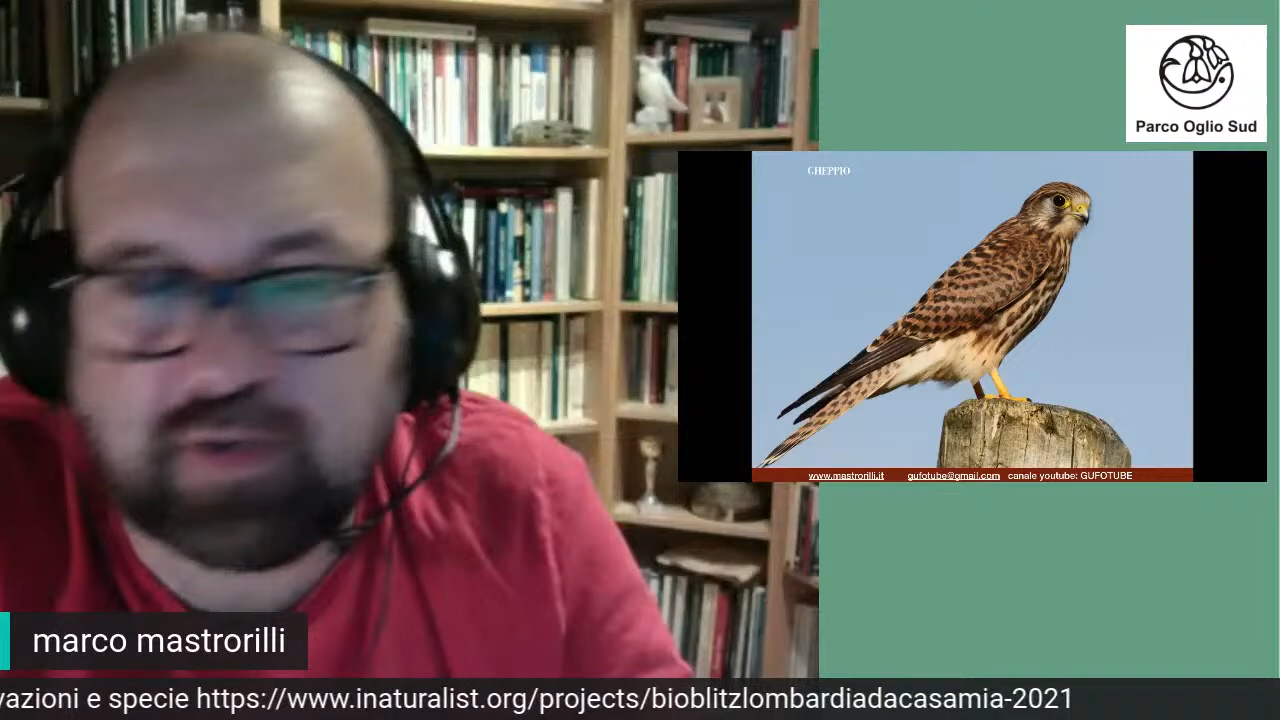 Parco Oglio Sud
GHEPPIO
www.mastrorilli.it gufotube@gmail.com canale youtube: GUFOTUBE
marco mastrorilli
vazioni e specie https://www.inaturalist.org/projects/bioblitzlombardiadacasamia-2021